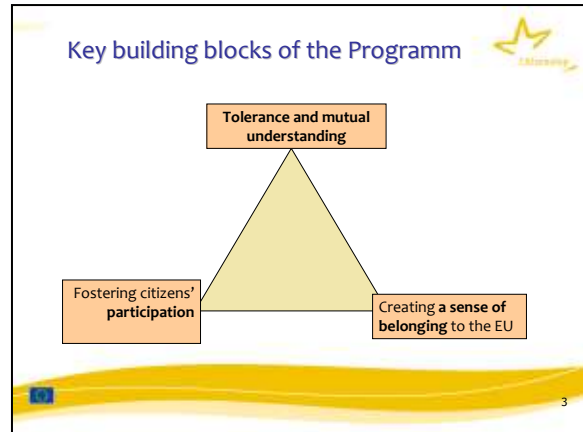 Key building blocks of the Programm
Tolerance and mutual
understanding
Fostering citizens’
participation
Creating a sense of
belonging to the EU
3